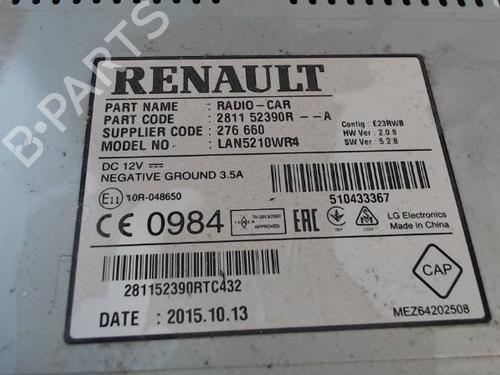 B-PARTS
RENAULT
PART NAME : RADIO-CAR
PART CODE : 2811 52390R --A
SUPPLIER CODE : 276 660
MODEL NO : LAN5210WR4
Config : E23RWB
HW Ver : 2.0.8
SW Ver : 5.2.8
DC 12V
NEGATIVE GROUND 3.5A
E11 10R-048650
510433367
CE 0984
APPROVED
EAC
LG Electronics
Made in China
281152390RTC432
CAP
DATE : 2015.10.13
MEZ64202508